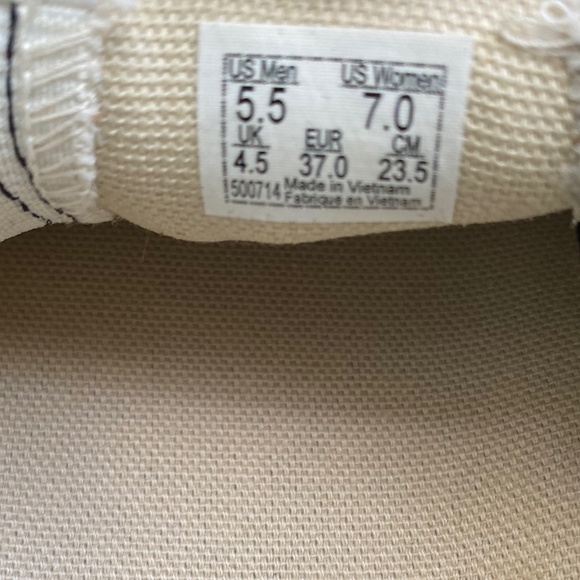 US Men US Women
5.5 7.0
UK EUR CM
4.5 37.0 23.5
500714 Made in Vietnam
Fabrique en Vietnam